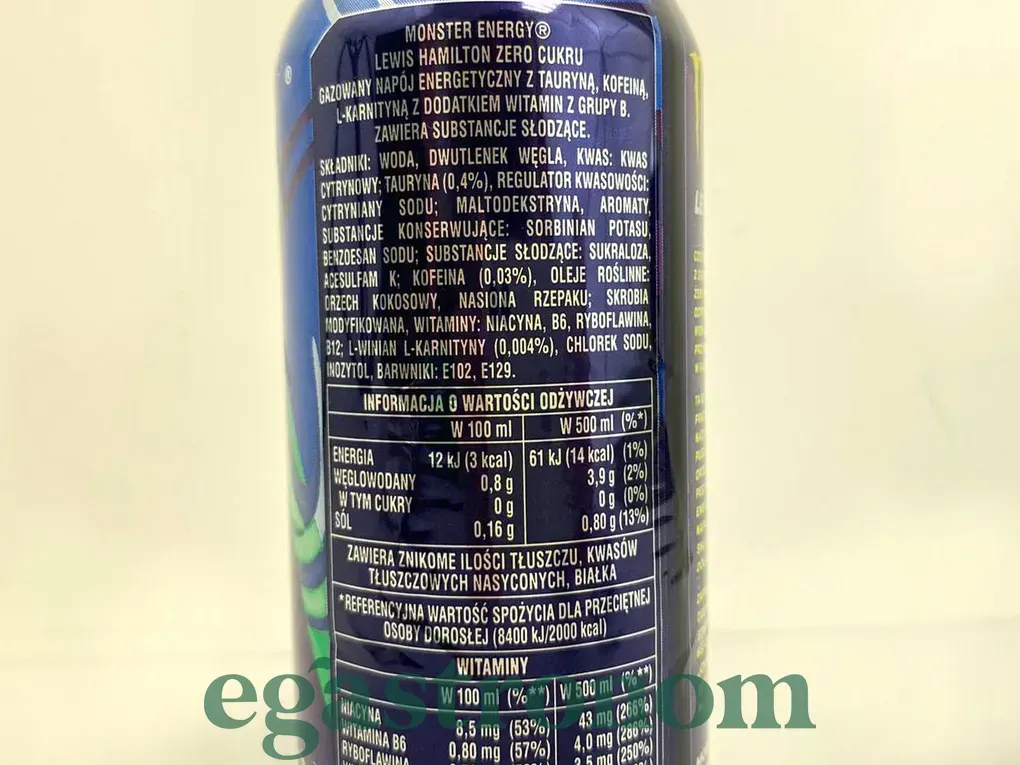 MONSTER ENERGY®
LEWIS HAMILTON ZERO CUKRU
GAZOWANY NAPÓJ ENERGETYCZNY Z TAURYNĄ, KOFEINĄ,
L-KARNITYNĄ Z DODATKIEM WITAMIN Z GRUPY B.
ZAWIERA SUBSTANCJE SŁODZĄCE.
SKŁADNIKI: WODA, DWUTLENEK WĘGLA, KWAS: KWAS
CYTRYNOWY; TAURYNA (0,4%), REGULATOR KWASOWOŚCI:
CYTRYNIANY SODU; MALTODEKSTRYNA, AROMATY,
SUBSTANCJE KONSERWUJĄCE: SORBINIAN POTASU,
BENZOESAN SODU; SUBSTANCJE SŁODZĄCE: SUKRALOZA,
ACESULFAM K; KOFEINA (0,03%), OLEJE ROŚLINNE:
ORZECH KOKOSOWY, NASIONA RZEPAKU; SKROBIA
MODYFIKOWANA, WITAMINY: NIACYNA, B6, RYBOFLAWINA,
B12; L-WINIAN L-KARNITYNY (0,004%), CHLOREK SODU,
INOZYTOL, BARWNIKI: E102, E129.
INFORMACJA O WARTOŚCI ODŻYWCZEJ
W 100 ml W 500 ml (%*)
ENERGIA 12 kJ (3 kcal) 61 kJ (14 kcal) (1%)
WĘGLOWODANY 0,8 g 3,9 g (2%)
W TYM CUKRY 0 g 0 g (0%)
SÓL 0,16 g 0,80 g (13%)
ZAWIERA ZNIKOME ILOŚCI TŁUSZCZU, KWASÓW
TŁUSZCZOWYCH NASYCONYCH, BIAŁKA
*REFERENCYJNA WARTOŚĆ SPOŻYCIA DLA PRZECIĘTNEJ
OSOBY DOROSŁEJ (8400 kJ/2000 kcal)
WITAMINY
W 100 ml (%**) W 500 ml (%**)
NIACYNA 8,5 mg (53%) 43 mg (266%)
WITAMINA B6 0,80 mg (57%) 4,0 mg (286%)
RYBOFLAWINA 3,5 mg (250%)